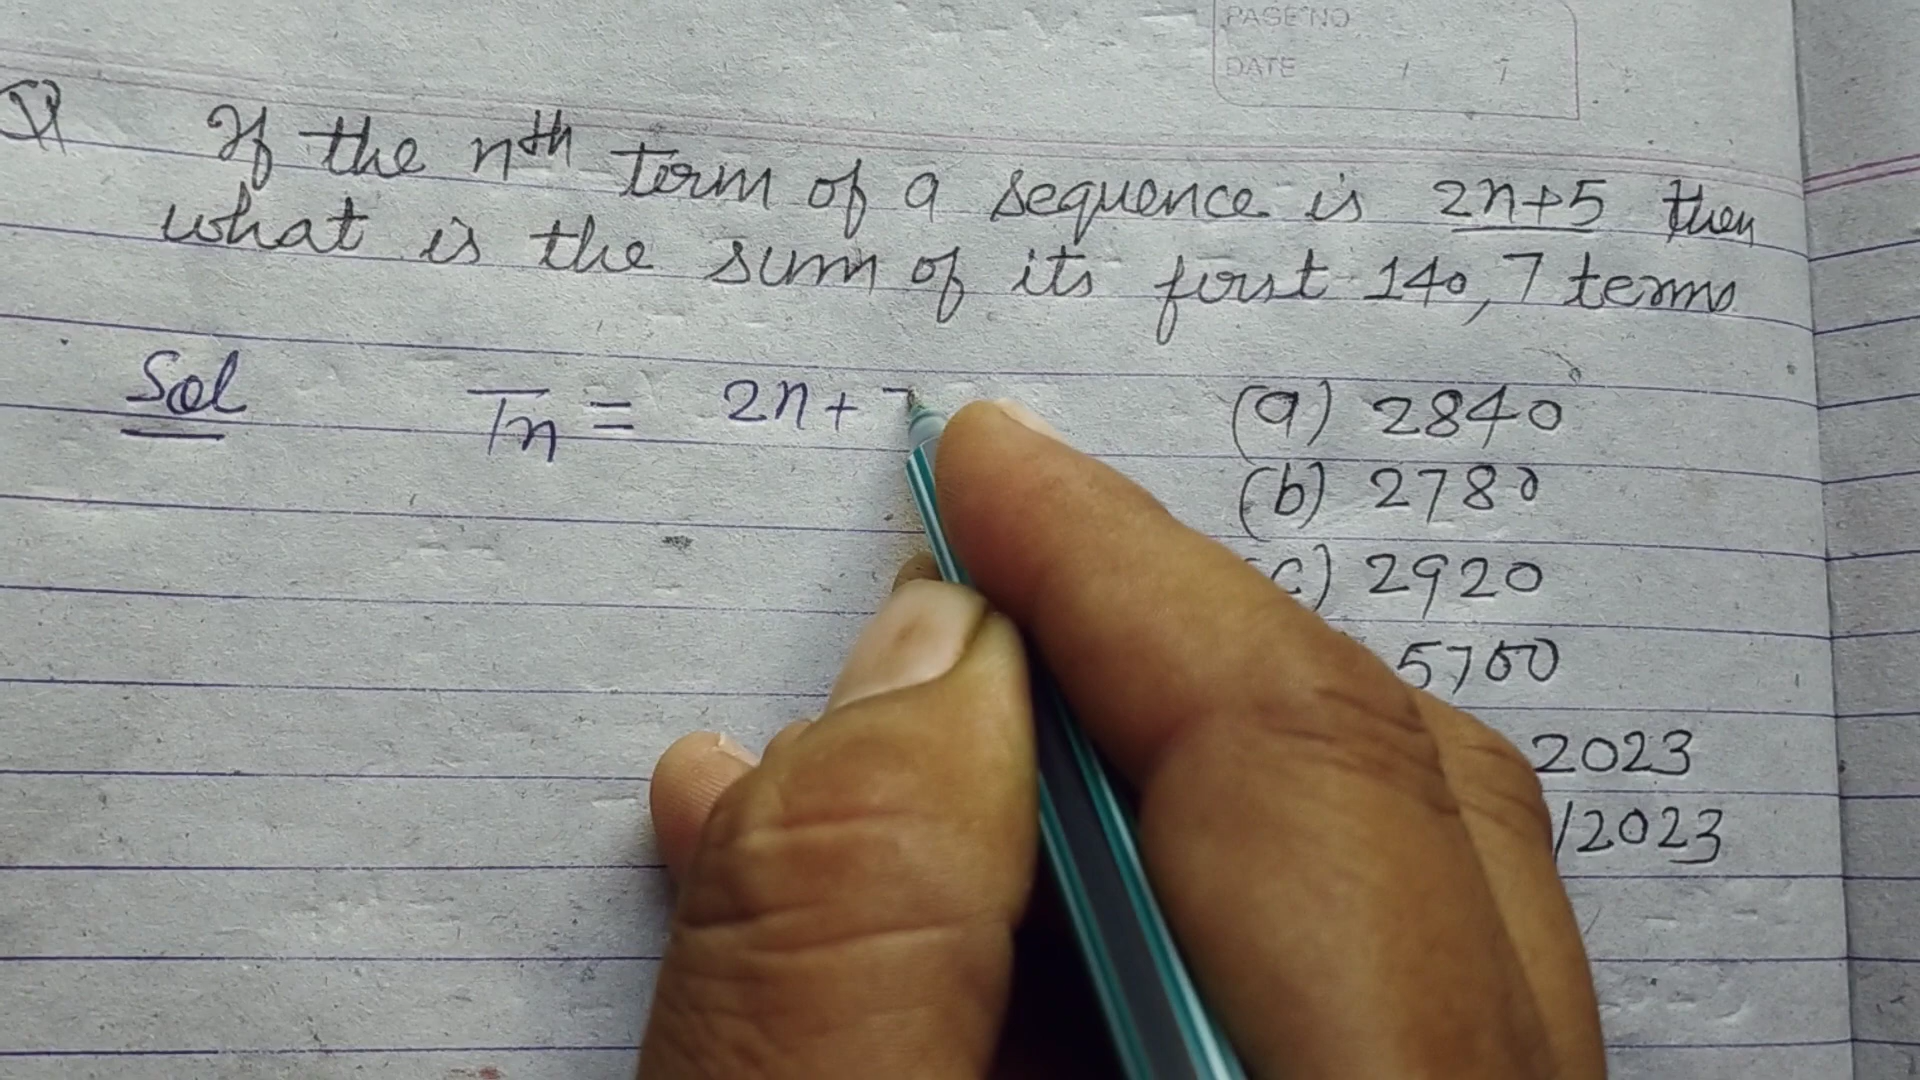 PAGE NO
DATE / /
Q If the nth term of a sequence is 2n+5 then
what is the sum of its first 140, 7 terms
Sol Tn = 2n +
(a) 2840
(b) 2780
c) 2920
5700
2023
/2023